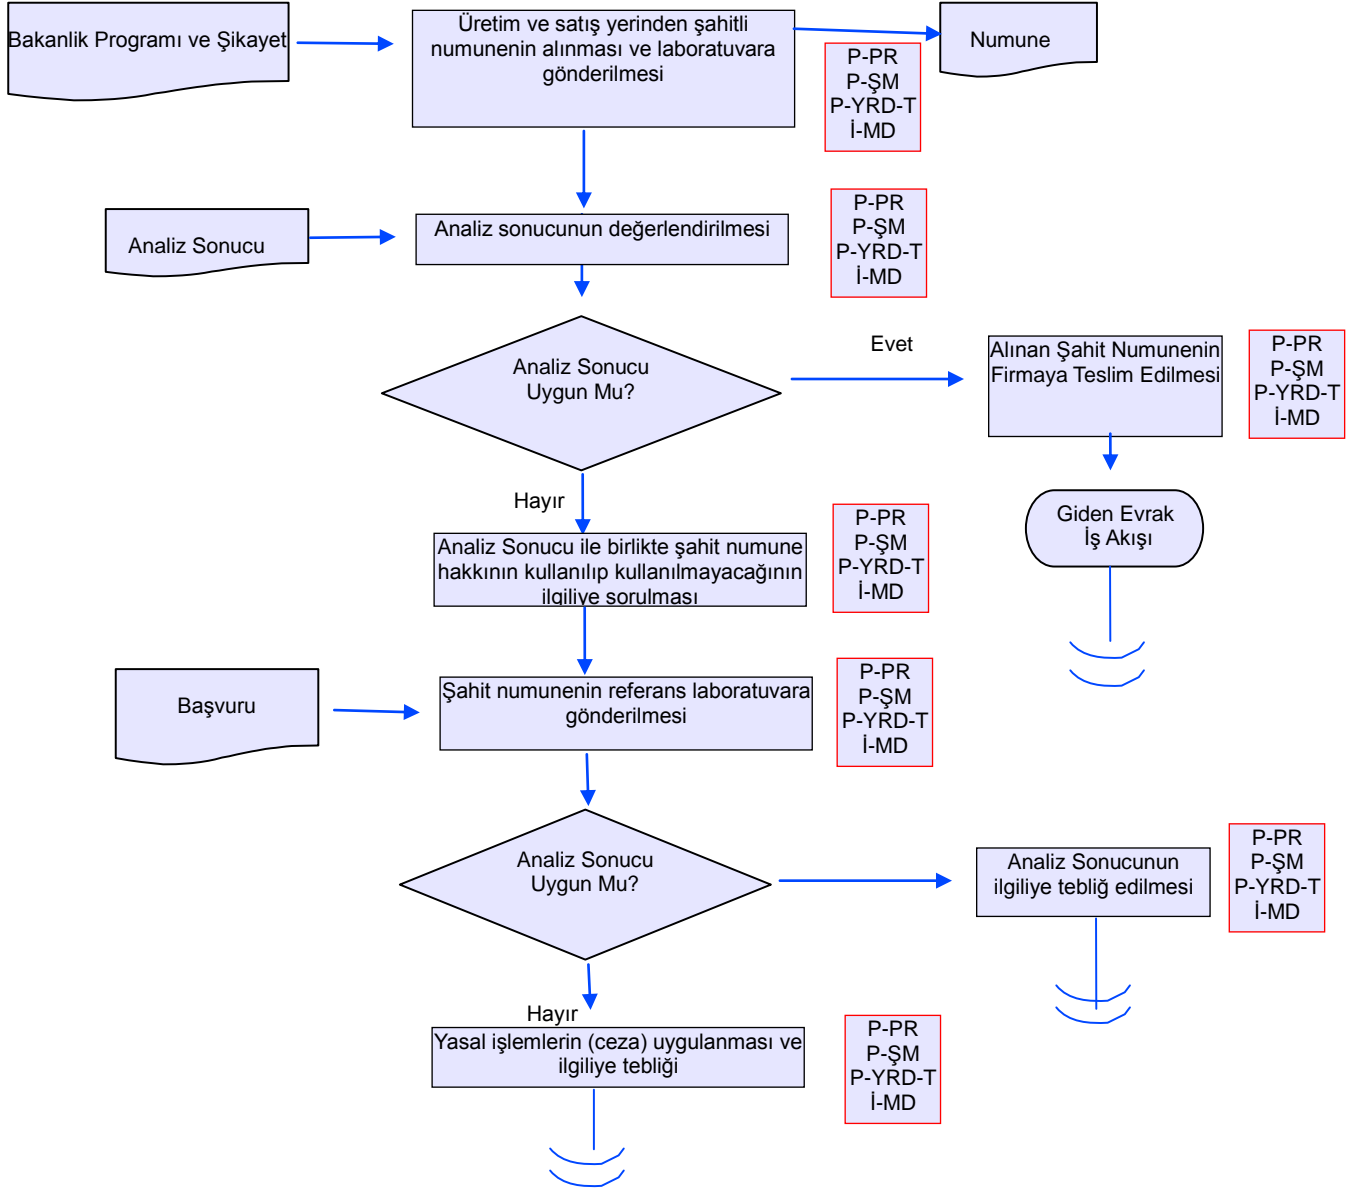 Bakanlik Programı ve Şikayet
Üretim ve satış yerinden şahitli
numunenin alınması ve laboratuvara
gönderilmesi
Numune
P-PR
P-ŞM
P-YRD-T
İ-MD
Analiz Sonucu
Analiz sonucunun değerlendirilmesi
P-PR
P-ŞM
P-YRD-T
İ-MD
Analiz Sonucu
Uygun Mu?
Evet
Alınan Şahit Numunenin
Firmaya Teslim Edilmesi
P-PR
P-ŞM
P-YRD-T
İ-MD
Hayır
Giden Evrak
İş Akışı
Analiz Sonucu ile birlikte şahit numune
hakkının kullanılıp kullanılmayacağının
ilgiliye sorulması
P-PR
P-ŞM
P-YRD-T
İ-MD
Başvuru
Şahit numunenin referans laboratuvara
gönderilmesi
P-PR
P-ŞM
P-YRD-T
İ-MD
Analiz Sonucu
Uygun Mu?
Analiz Sonucunun
ilgiliye tebliğ edilmesi
P-PR
P-ŞM
P-YRD-T
İ-MD
Hayır
Yasal işlemlerin (ceza) uygulanması ve
ilgiliye tebliği
P-PR
P-ŞM
P-YRD-T
İ-MD